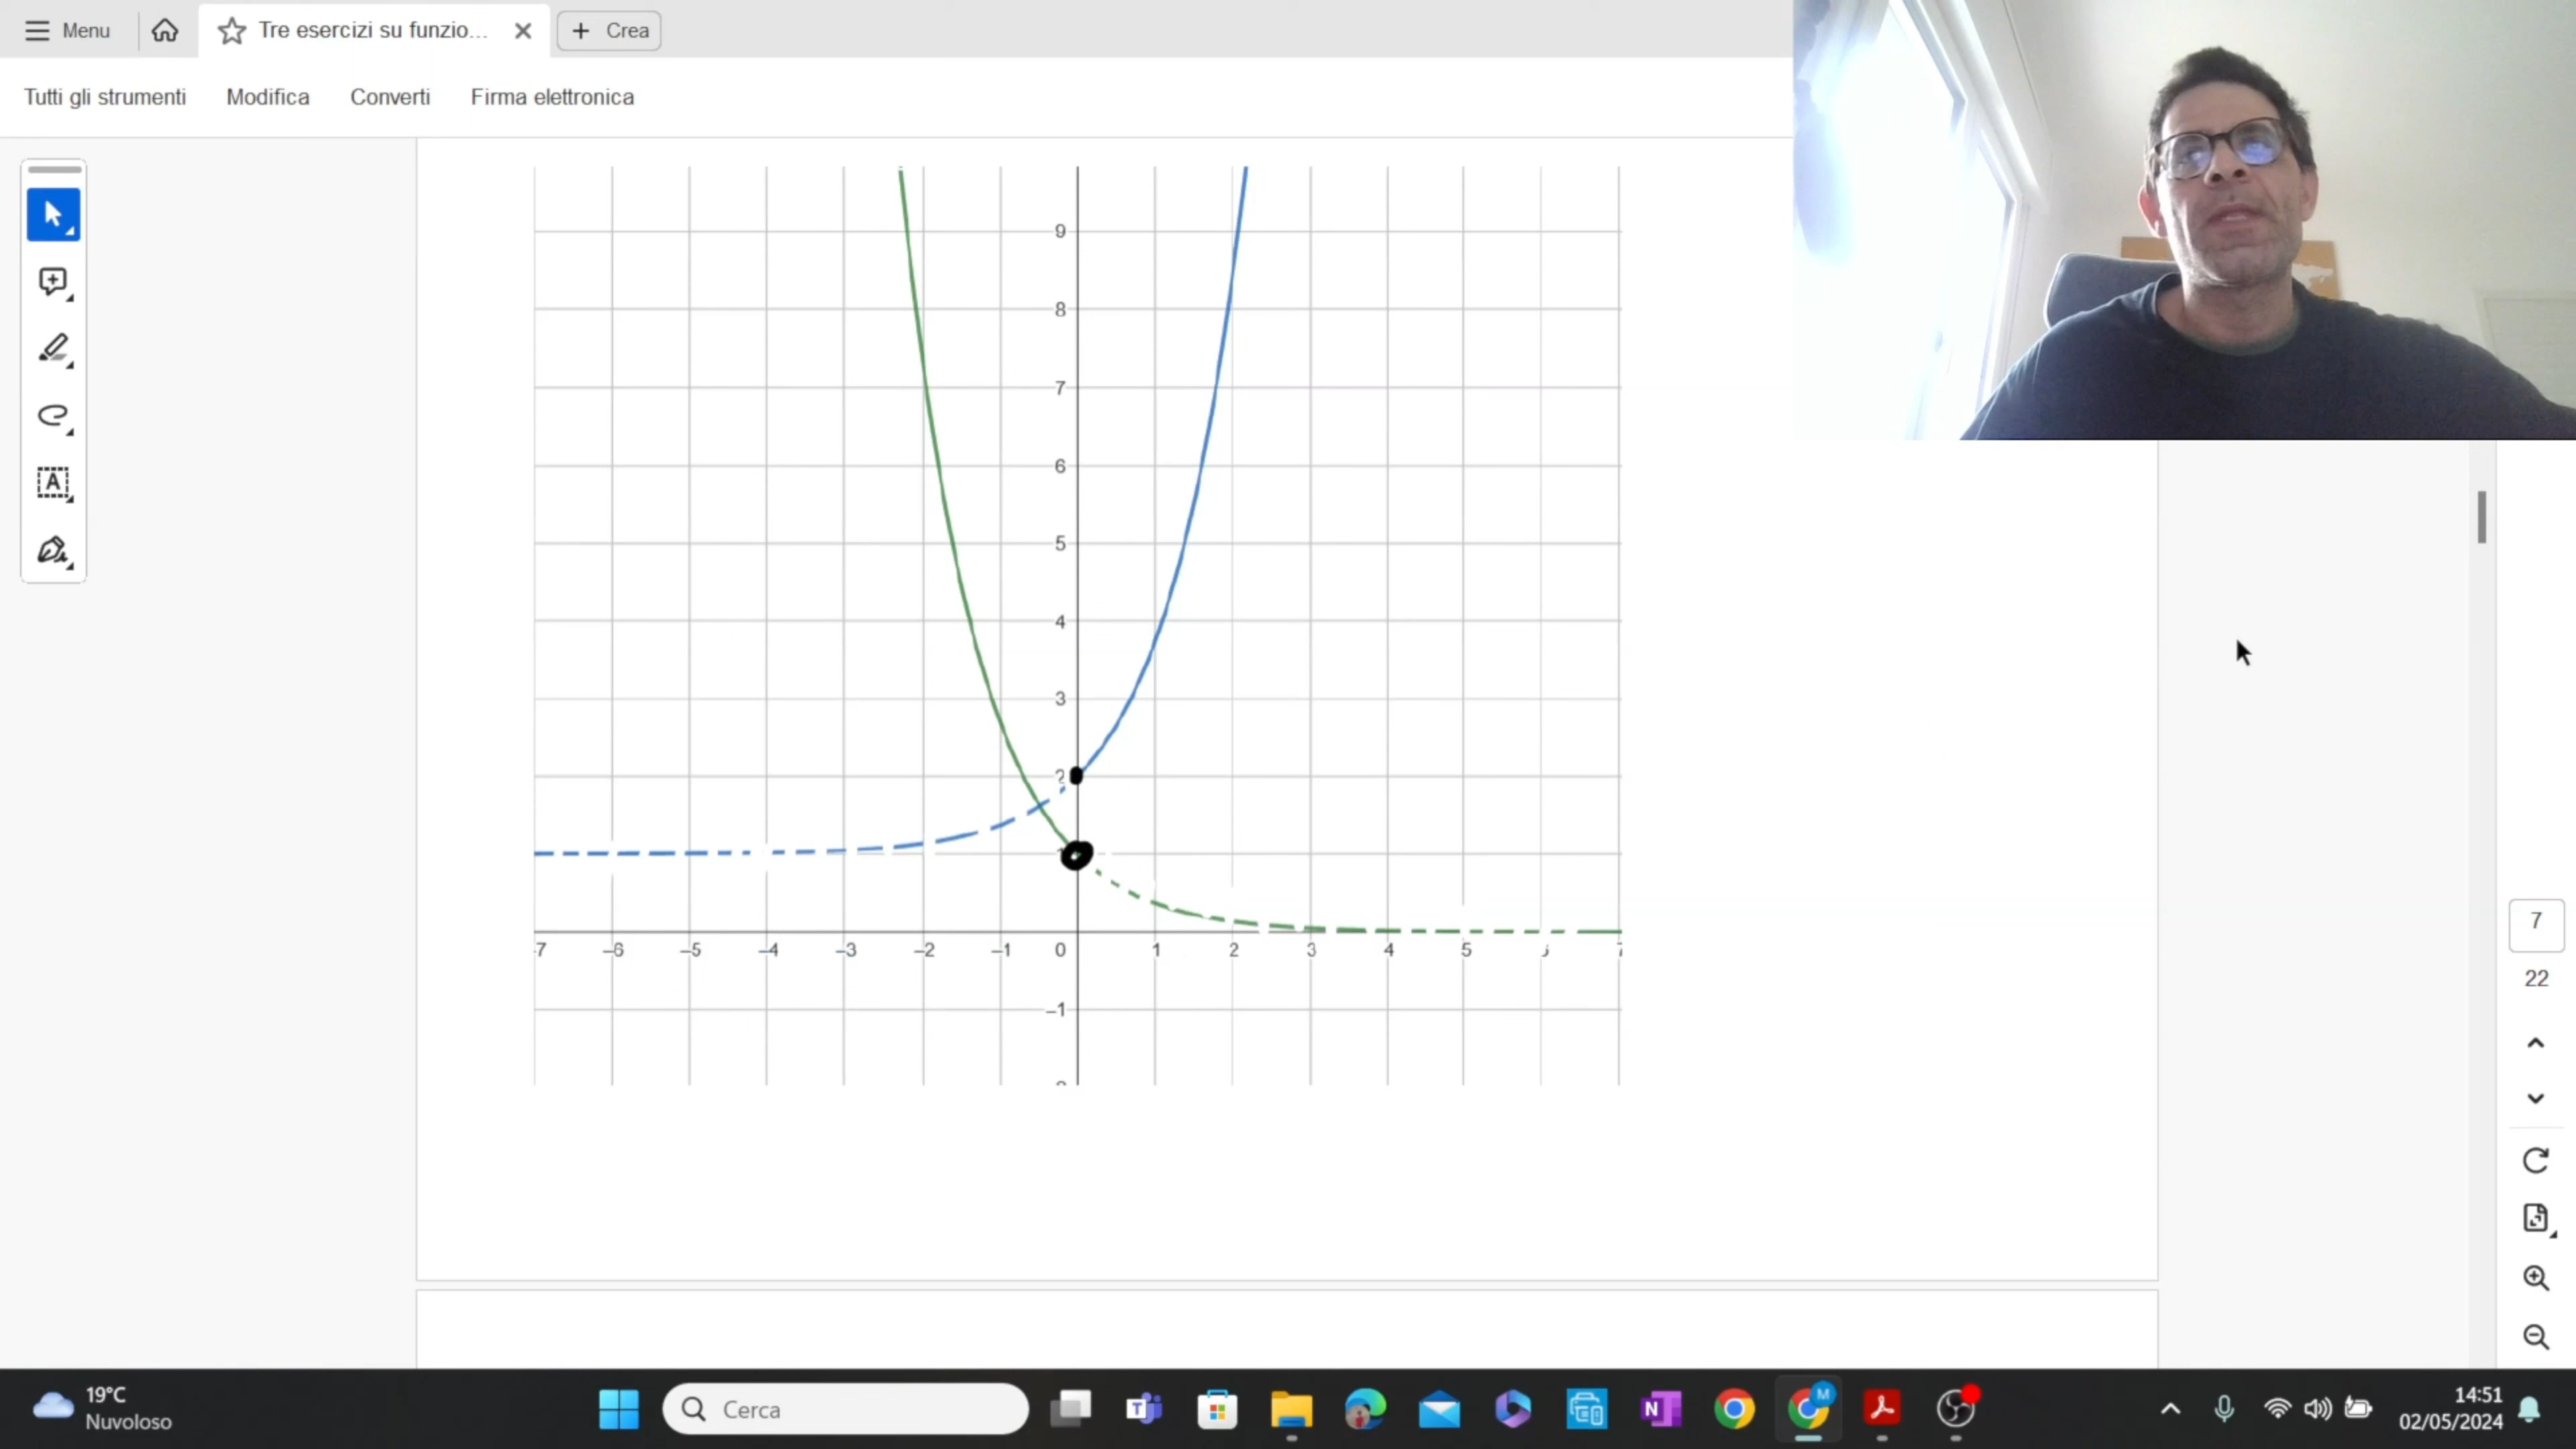 Menu
Tre esercizi su funzio...
Crea
Tutti gli strumenti
Modifica
Converti
Firma elettronica
9
8
7
6
5
4
3
2
-7 -6 -5 -4 -3 -2 -1 0 1 2 3 4 5
-1
7
22
19°C
Nuvoloso
Cerca
T
N
M
14:51
02/05/2024